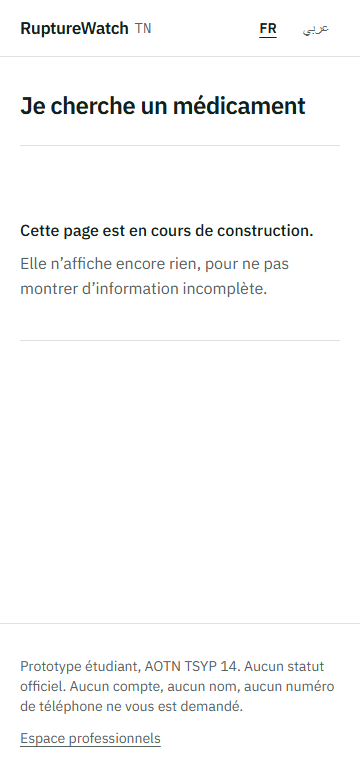 RuptureWatch TN
FR
عربي
Je cherche un médicament
Cette page est en cours de construction.
Elle n’affiche encore rien, pour ne pas
montrer d’information incomplète.
Prototype étudiant, AOTN TSYP 14. Aucun statut
officiel. Aucun compte, aucun nom, aucun numéro
de téléphone ne vous est demandé.
Espace professionnels